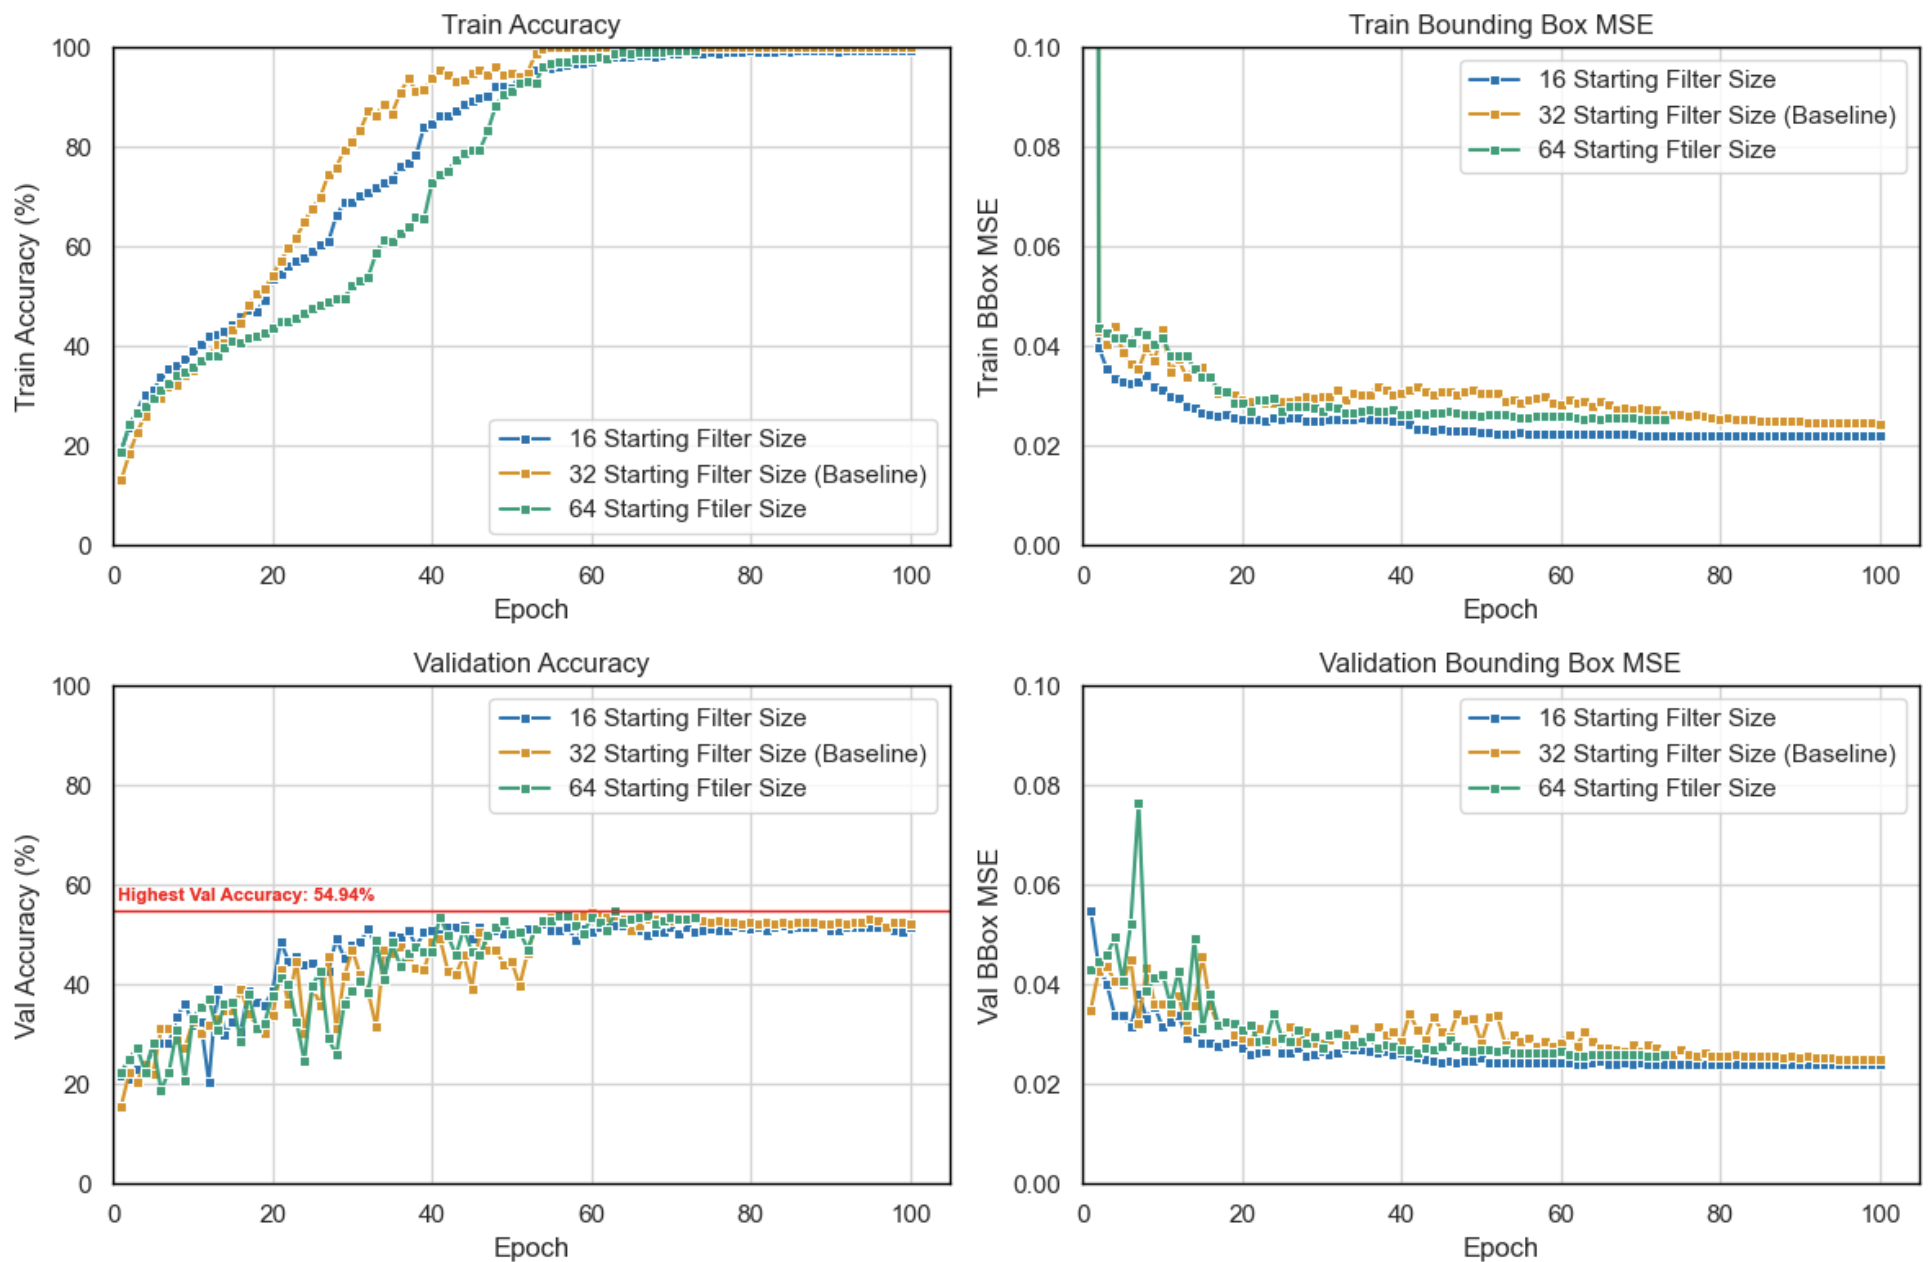 Train Accuracy
Train Accuracy (%)
100
80
60
40
20
0
16 Starting Filter Size
32 Starting Filter Size (Baseline)
64 Starting Ftiler Size
0 20 40 60 80 100
Epoch
Train Bounding Box MSE
Train BBox MSE
0.10
0.08
0.06
0.04
0.02
0.00
16 Starting Filter Size
32 Starting Filter Size (Baseline)
64 Starting Ftiler Size
0 20 40 60 80 100
Epoch
Validation Accuracy
Val Accuracy (%)
100
80
60
40
20
0
16 Starting Filter Size
32 Starting Filter Size (Baseline)
64 Starting Ftiler Size
Highest Val Accuracy: 54.94%
0 20 40 60 80 100
Epoch
Validation Bounding Box MSE
Val BBox MSE
0.10
0.08
0.06
0.04
0.02
0.00
16 Starting Filter Size
32 Starting Filter Size (Baseline)
64 Starting Ftiler Size
0 20 40 60 80 100
Epoch